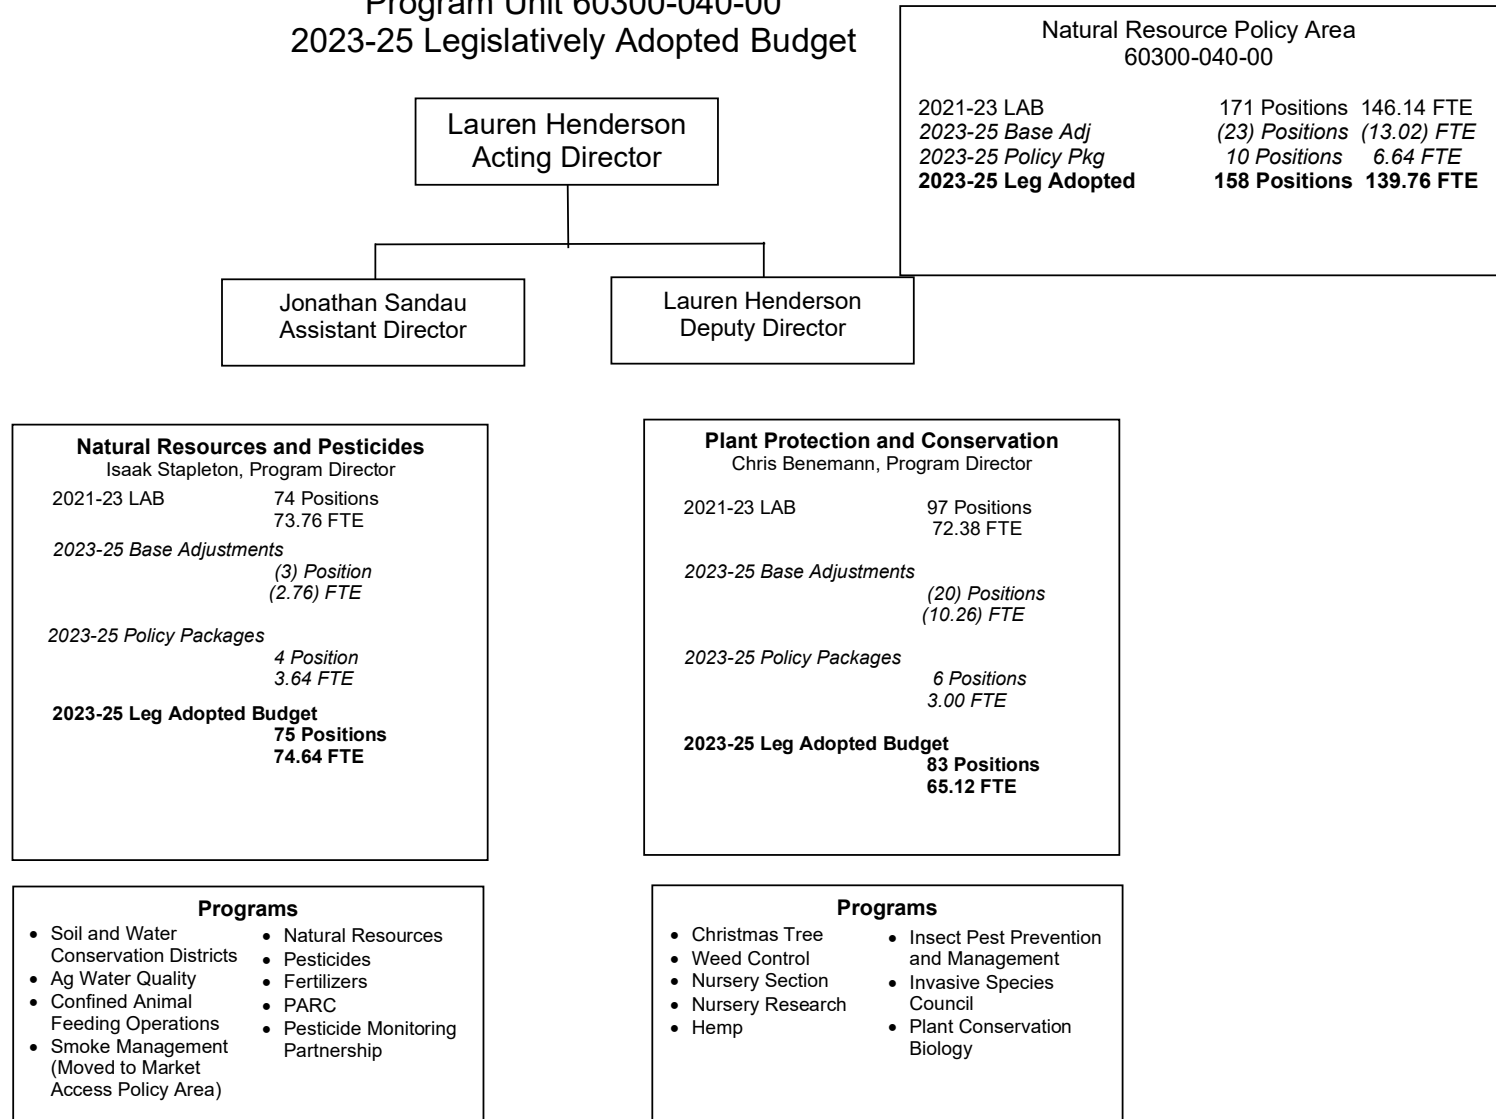 Program Unit 60300-040-00
2023-25 Legislatively Adopted Budget
Natural Resource Policy Area
60300-040-00
2021-23 LAB 171 Positions 146.14 FTE
2023-25 Base Adj (23) Positions (13.02) FTE
2023-25 Policy Pkg 10 Positions 6.64 FTE
2023-25 Leg Adopted 158 Positions 139.76 FTE
Lauren Henderson
Acting Director
Jonathan Sandau
Assistant Director
Lauren Henderson
Deputy Director
Natural Resources and Pesticides
Isaak Stapleton, Program Director
2021-23 LAB 74 Positions
73.76 FTE
2023-25 Base Adjustments
(3) Position
(2.76) FTE
2023-25 Policy Packages
4 Position
3.64 FTE
2023-25 Leg Adopted Budget
75 Positions
74.64 FTE
Plant Protection and Conservation
Chris Benemann, Program Director
2021-23 LAB 97 Positions
72.38 FTE
2023-25 Base Adjustments
(20) Positions
(10.26) FTE
2023-25 Policy Packages
6 Positions
3.00 FTE
2023-25 Leg Adopted Budget
83 Positions
65.12 FTE
Programs
• Soil and Water
Conservation Districts
• Ag Water Quality
• Confined Animal
Feeding Operations
• Smoke Management
(Moved to Market
Access Policy Area)
• Natural Resources
• Pesticides
• Fertilizers
• PARC
• Pesticide Monitoring
Partnership
Programs
• Christmas Tree
• Weed Control
• Nursery Section
• Nursery Research
• Hemp
• Insect Pest Prevention
and Management
• Invasive Species
Council
• Plant Conservation
Biology